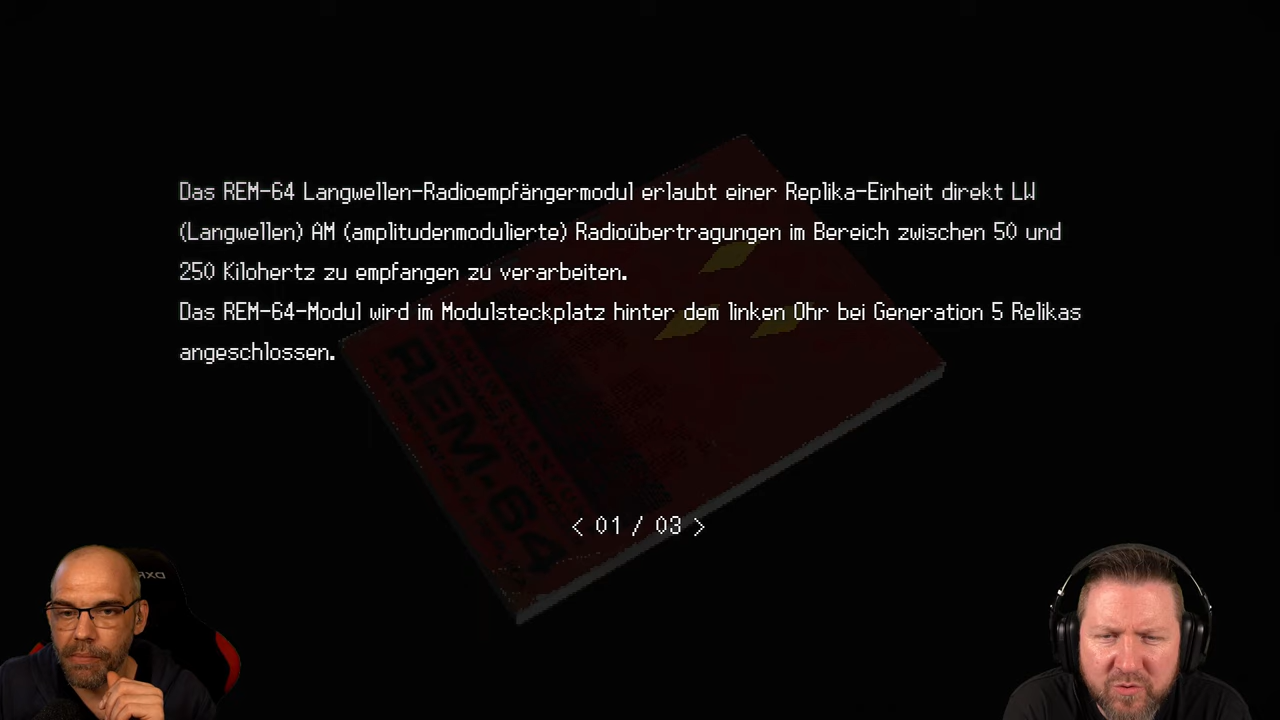 Das REM-64 Langwellen-Radioempfängermodul erlaubt einer Replika-Einheit direkt LW
(Langwellen) AM (amplitudenmodulierte) Radioübertragungen im Bereich zwischen 50 und
250 Kilohertz zu empfangen zu verarbeiten.
Das REM-64-Modul wird im Modulsteckplatz hinter dem linken Ohr bei Generation 5 Relikas
angeschlossen.
REM-64
< 01 / 03 >